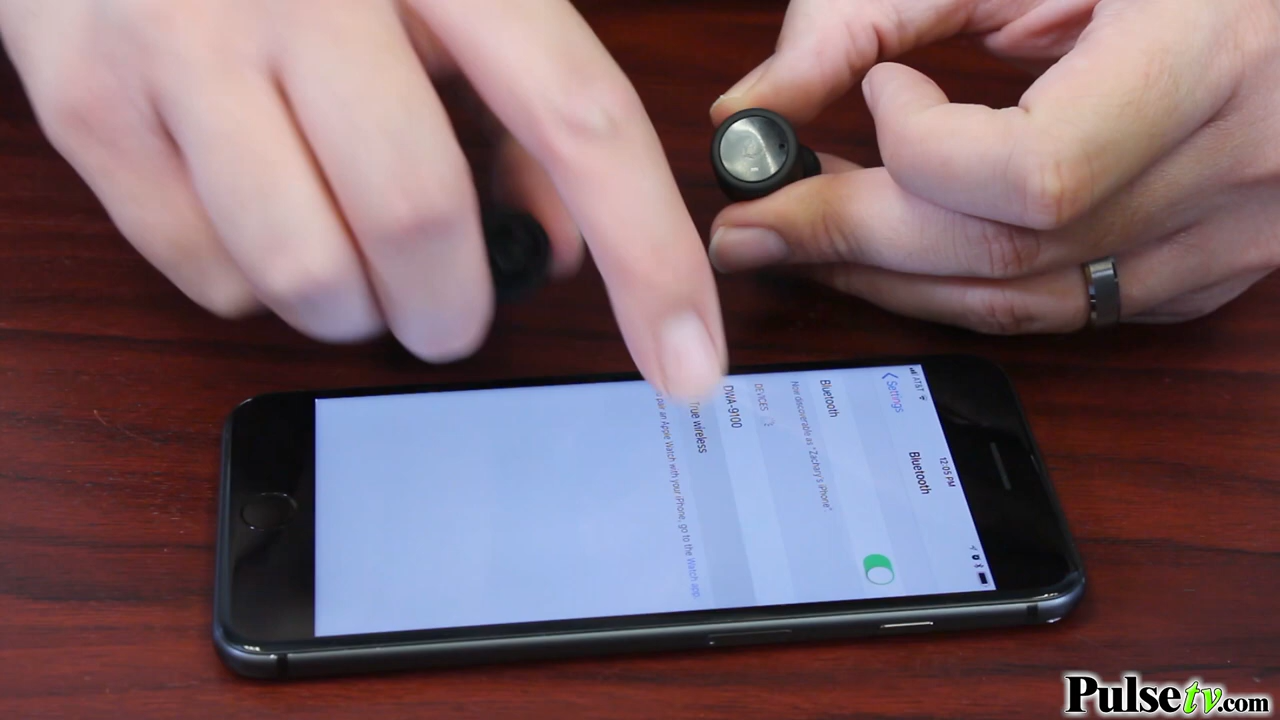 AT&T
12:05 PM
Settings
Bluetooth
Bluetooth
Now discoverable as "Zachary's iPhone".
DEVICES
DWA-9100
True wireless
pair an Apple Watch with your iPhone, go to the Watch app.
Pulsetv.com